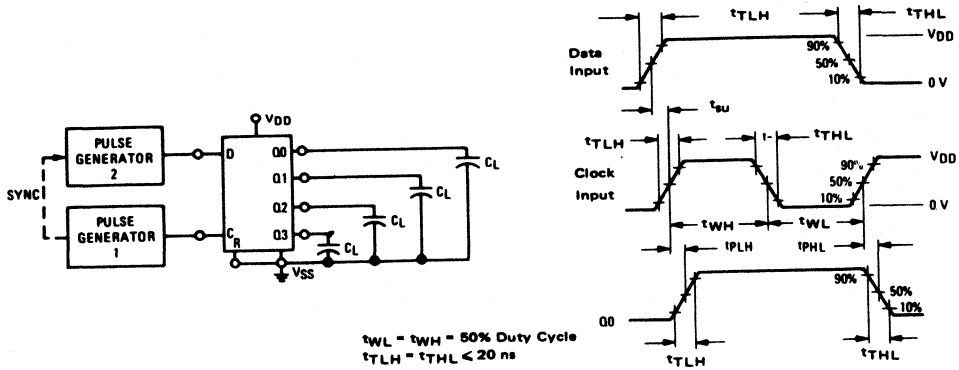 PULSE
GENERATOR
2
SYNC
PULSE
GENERATOR
1
VDD
D
C
R
Q0
Q1
Q2
Q3
VSS
CL
CL
CL
CL
tWL = tWH = 50% Duty Cycle
tTLH = tTHL ≤ 20 ns
tTLH
tTHL
Data
Input
90%
50%
10%
VDD
0 V
tsu
tTLH
tTHL
Clock
Input
90%
50%
10%
VDD
0 V
tWH
tWL
tPLH
tPHL
Q0
90%
50%
10%
tTLH
tTHL